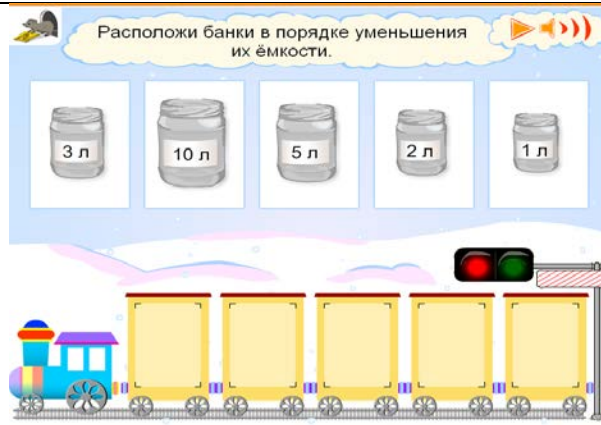 Расположи банки в порядке уменьшения
их ёмкости.
3 л
10 л
5 л
2 л
1 л